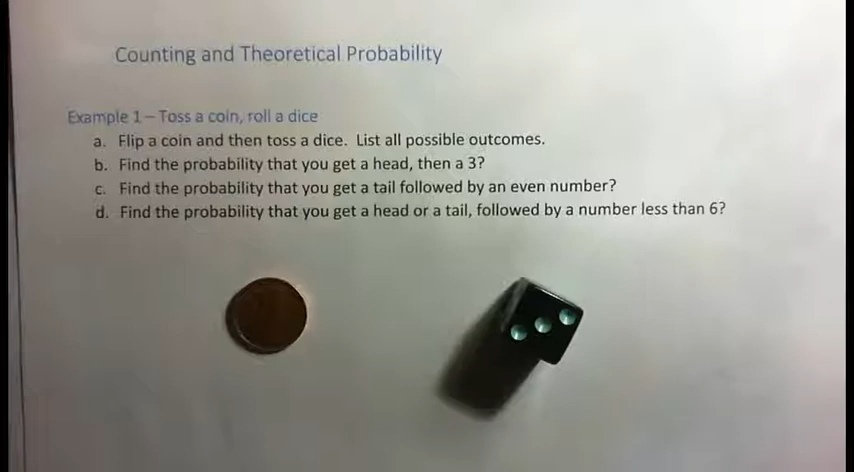 Counting and Theoretical Probability
Example 1 – Toss a coin, roll a dice
a. Flip a coin and then toss a dice. List all possible outcomes.
b. Find the probability that you get a head, then a 3?
c. Find the probability that you get a tail followed by an even number?
d. Find the probability that you get a head or a tail, followed by a number less than 6?